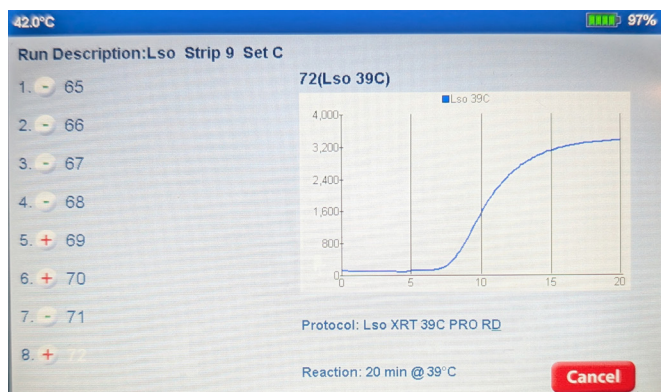 42.0°C
97%
Run Description:Lso Strip 9 Set C
1. - 65
2. - 66
3. - 67
4. - 68
5. + 69
6. + 70
7. - 71
8. + 72
72(Lso 39C)
Lso 39C
4,000
3,200
2,400
1,600
800
0
0 5 10 15 20
Protocol: Lso XRT 39C PRO RD
Reaction: 20 min @ 39°C
Cancel